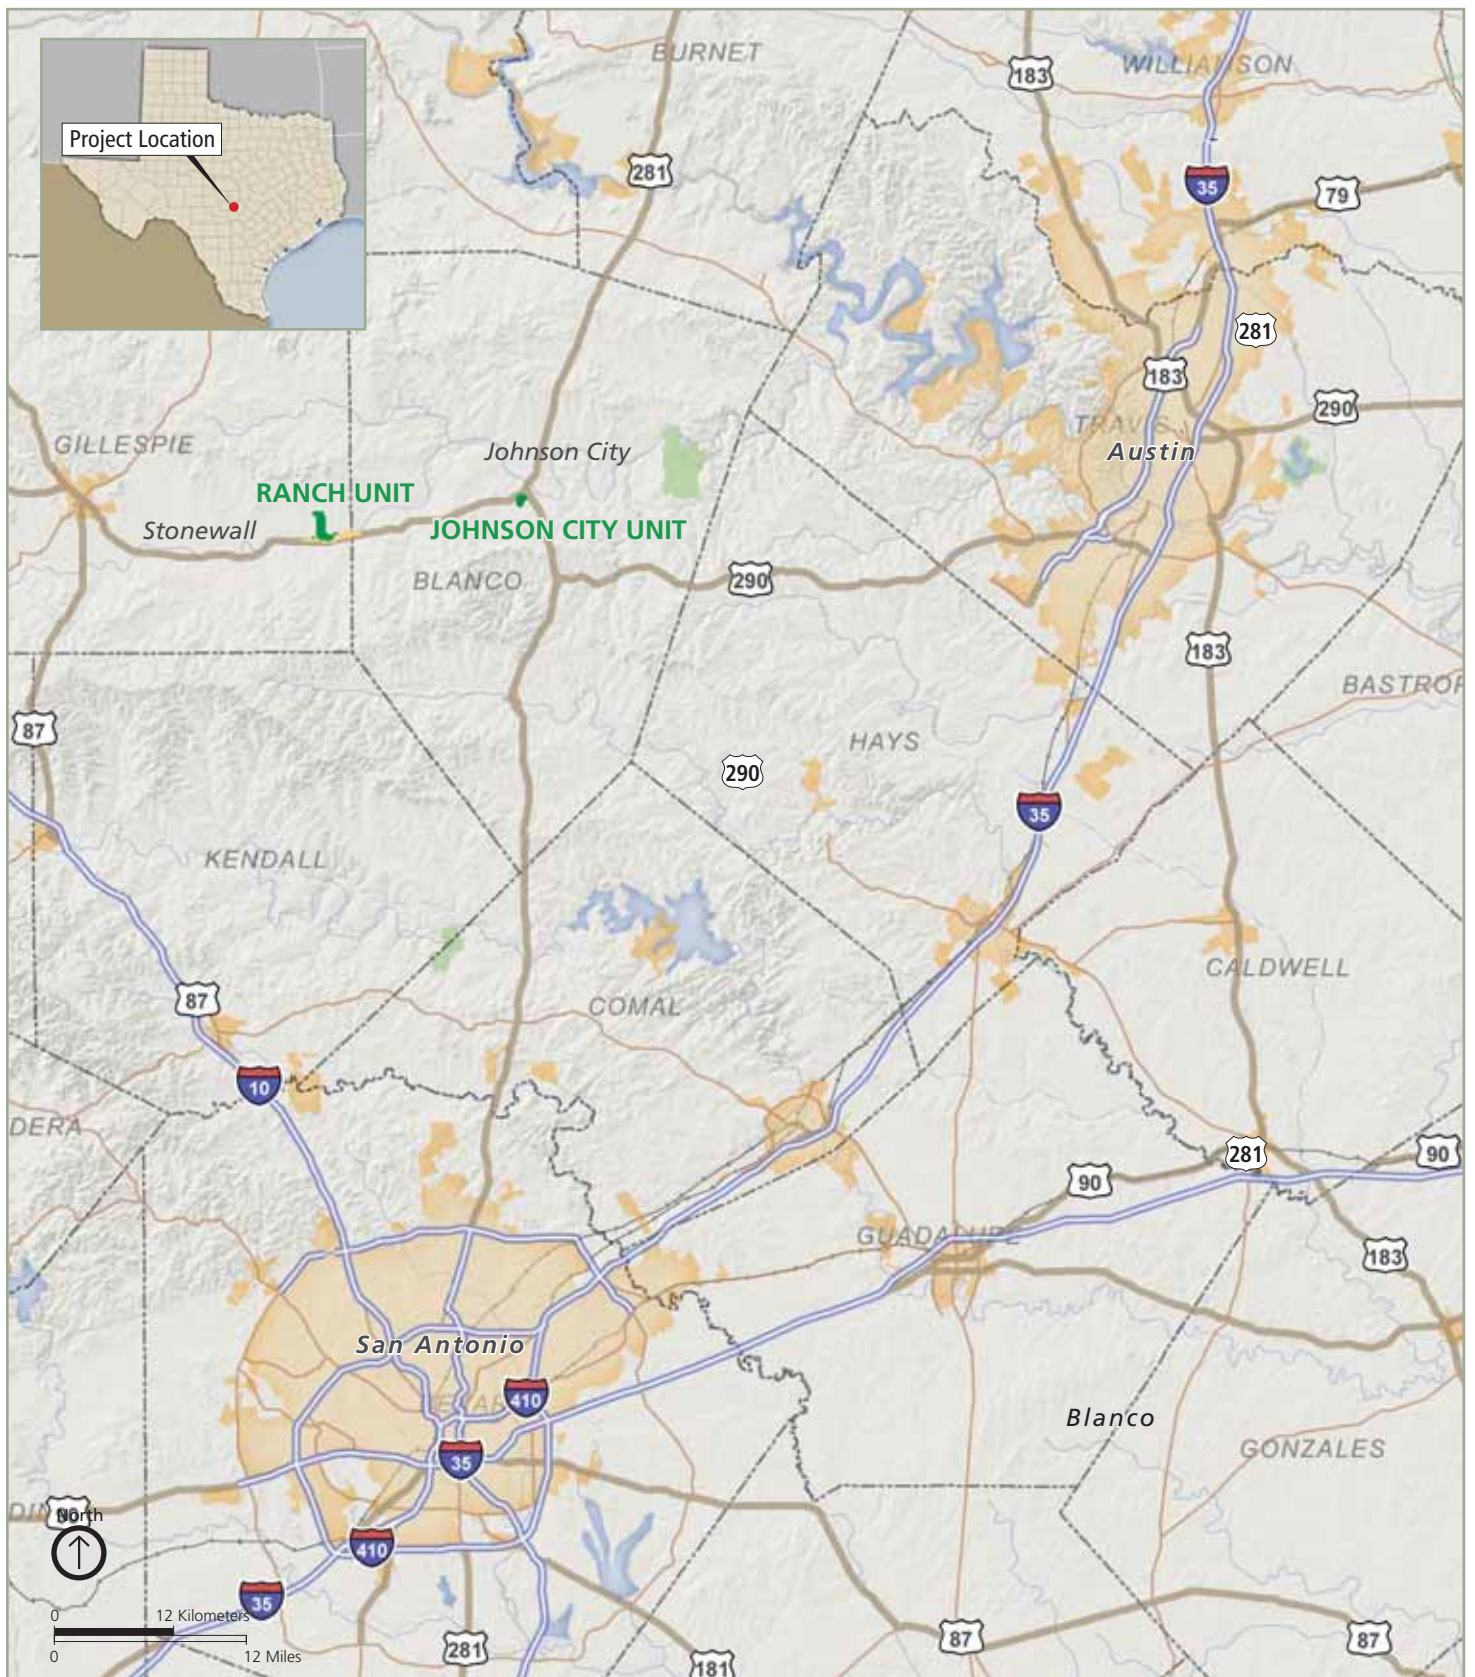 BURNET
183
WILLIAMSON
Project Location
281
35
79
281
183
290
GILLESPIE
TRAVIS
Johnson City
Austin
RANCH UNIT
Stonewall
JOHNSON CITY UNIT
BLANCO
290
183
BASTROP
87
HAYS
290
35
KENDALL
CALDWELL
87
COMAL
10
DERA
281
90
90
GUADALUPE
183
San Antonio
410
BEXAR
Blanco
GONZALES
35
North
410
35
0
12 Kilometers
0
12 Miles
281
87
87
181